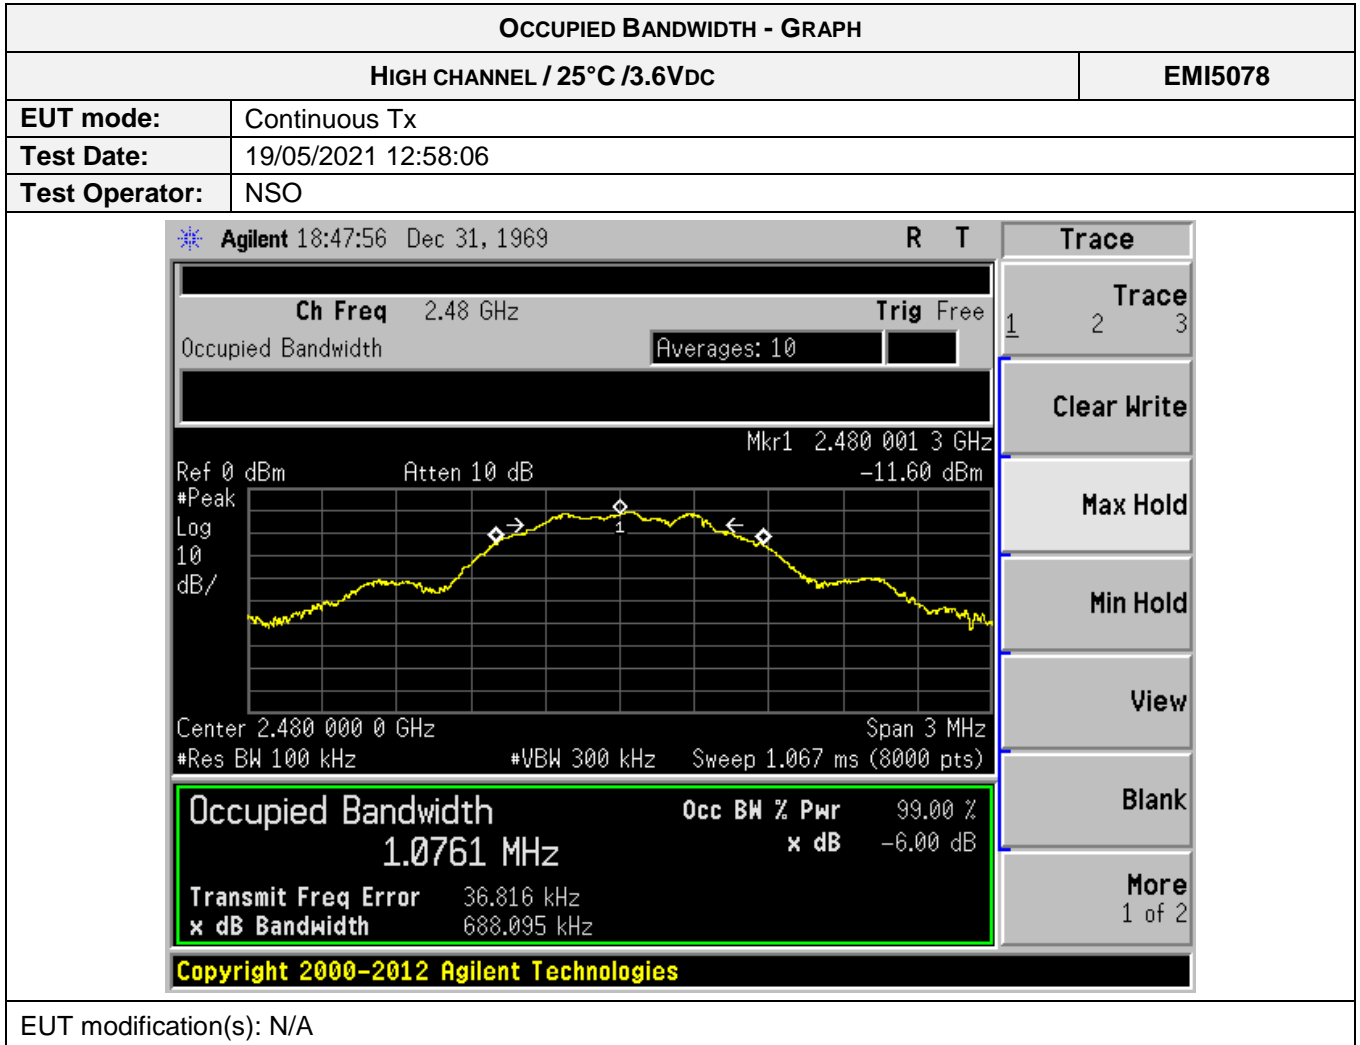 OCCUPIED BANDWIDTH - GRAPH
HIGH CHANNEL / 25°C /3.6VDC EMI5078
EUT mode: Continuous Tx
Test Date: 19/05/2021 12:58:06
Test Operator: NSO
Agilent 18:47:56 Dec 31, 1969 R T Trace
Ch Freq 2.48 GHz Trig Free
Occupied Bandwidth Averages: 10
Trace
1 2 3
Clear Write
Mkr1 2.480 001 3 GHz
Ref 0 dBm Atten 10 dB -11.60 dBm
#Peak
Log
10
dB/
1
Max Hold
Min Hold
View
Center 2.480 000 0 GHz Span 3 MHz
#Res BW 100 kHz #VBW 300 kHz Sweep 1.067 ms (8000 pts)
Occupied Bandwidth Occ BW % Pwr 99.00 %
1.0761 MHz x dB -6.00 dB
Transmit Freq Error 36.816 kHz
x dB Bandwidth 688.095 kHz
Blank
More
1 of 2
Copyright 2000-2012 Agilent Technologies
EUT modification(s): N/A